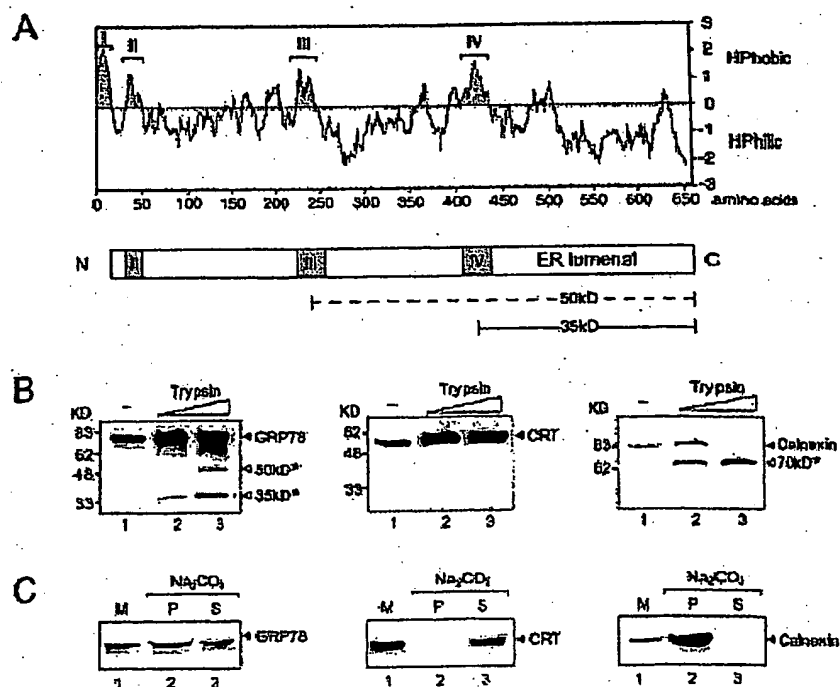 A
I II III IV
3
2
1
0
-1
-2
-3
HPhobic
HPhilic
0 50 100 150 200 250 300 350 400 450 500 550 600 650 amino acids
N II III IV ER lumenal C
50kD
35kD
B
KD - Trypsin
83
62
48
33
GRP78
50kD*
35kD*
1 2 3
KD - Trypsin
62
48
33
CRT
1 2 3
KD - Trypsin
83
62
Calnexin
70kD*
1 2 3
C
Na₂CO₃
M P S
GRP78
1 2 3
Na₂CO₃
M P S
CRT
1 2 3
Na₂CO₃
M P S
Calnexin
1 2 3